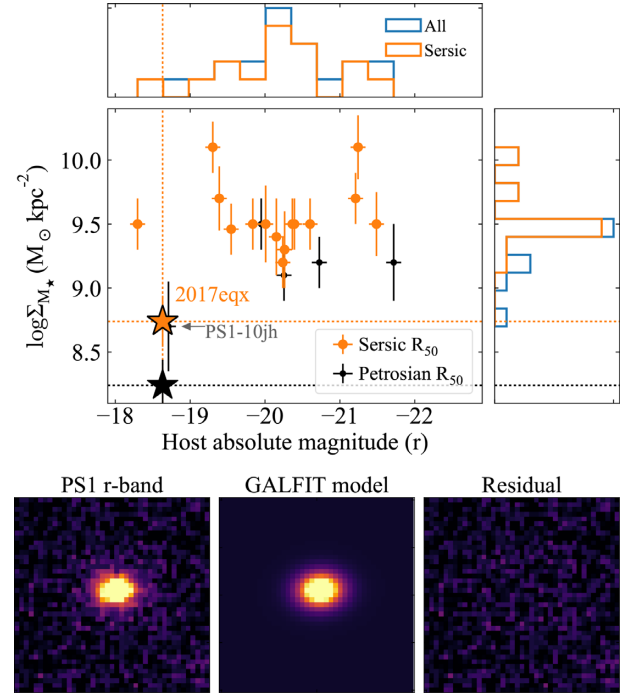 All
Sersic
10.0
9.5
9.0
8.5
logΣ_M⋆ (M⊙ kpc⁻²)
2017eqx
PS1-10jh
Sersic R₅₀
Petrosian R₅₀
−18 −19 −20 −21 −22
Host absolute magnitude (r)
PS1 r-band GALFIT model Residual